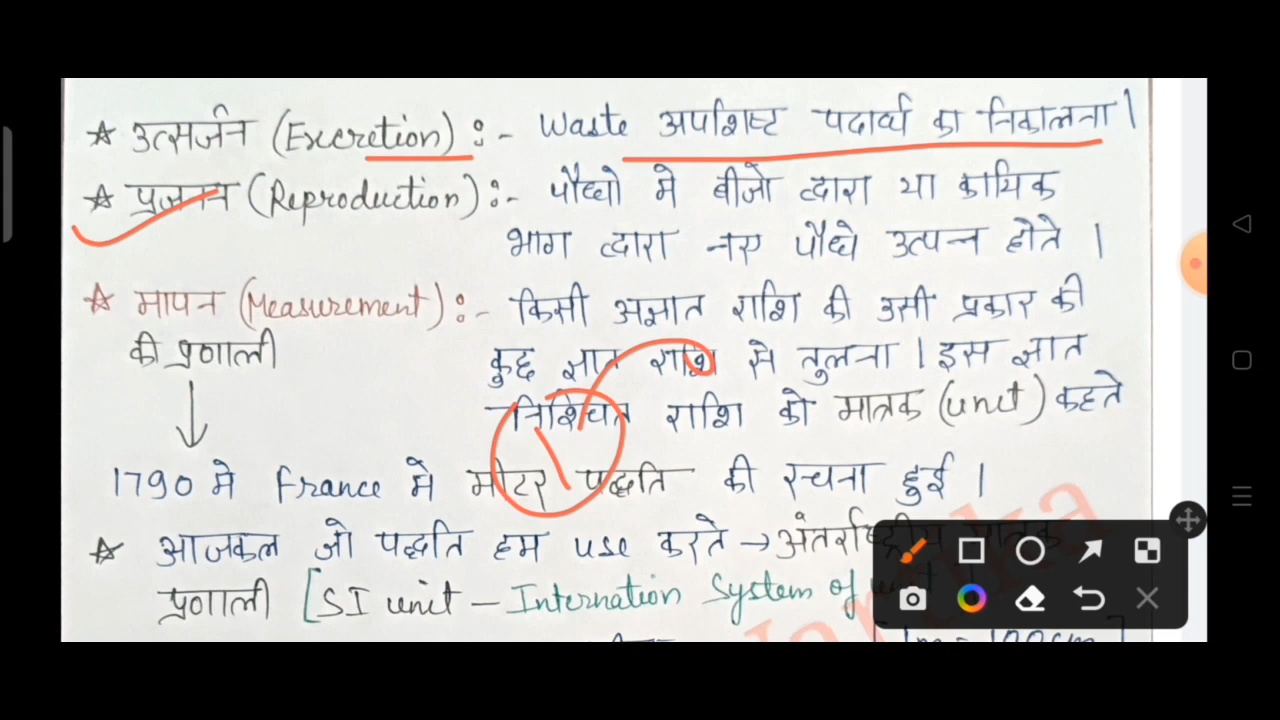 ☆ उत्सर्जन (Excretion) :- Waste अपशिष्ट पदार्थ का निकालना।
☆ प्रजनन (Reproduction) :- पौधो मे बीजो द्वारा या कायिक
भाग द्वारा नए पौधे उत्पन्न होते।
☆ मापन (Measurement) :- किसी अज्ञात राशि की उसी प्रकार की
की प्रणाली कुछ ज्ञात राशि से तुलना। इस ज्ञात
निश्चित राशि को मात्रक (unit) कहते
1790 मे France मे मीटर पद्धति की रचना हुई।
☆ आजकल जो पद्धति हम use करते → अंतर्राष्ट्रीय
प्रणाली [SI unit – Internation System of